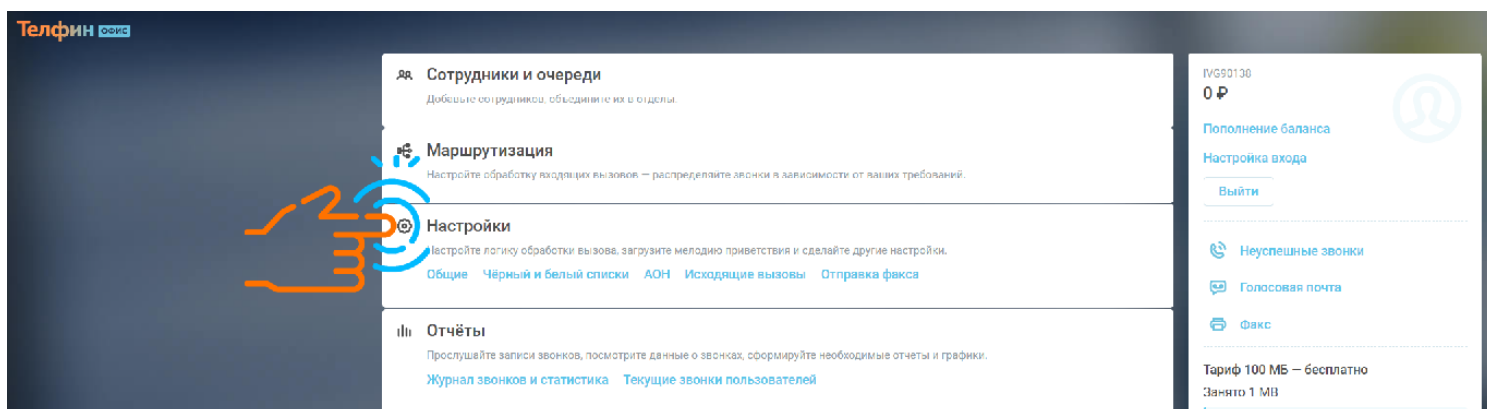 Телфин офис
Сотрудники и очереди
Добавьте сотрудников, объедините их в отделы.
Маршрутизация
Настройте обработку входящих вызовов — распределяйте звонки в зависимости от ваших требований.
Настройки
Настройте логику обработки вызова, загрузите мелодию приветствия и сделайте другие настройки.
Общие Чёрный и белый списки АОН Исходящие вызовы Отправка факса
Отчёты
Прослушайте записи звонков, посмотрите данные о звонках, сформируйте необходимые отчеты и графики.
Журнал звонков и статистика Текущие звонки пользователей
IVG90138
0 ₽
Пополнение баланса
Настройка входа
Выйти
Неуспешные звонки
Голосовая почта
Факс
Тариф 100 МБ — бесплатно
Занято 1 МВ